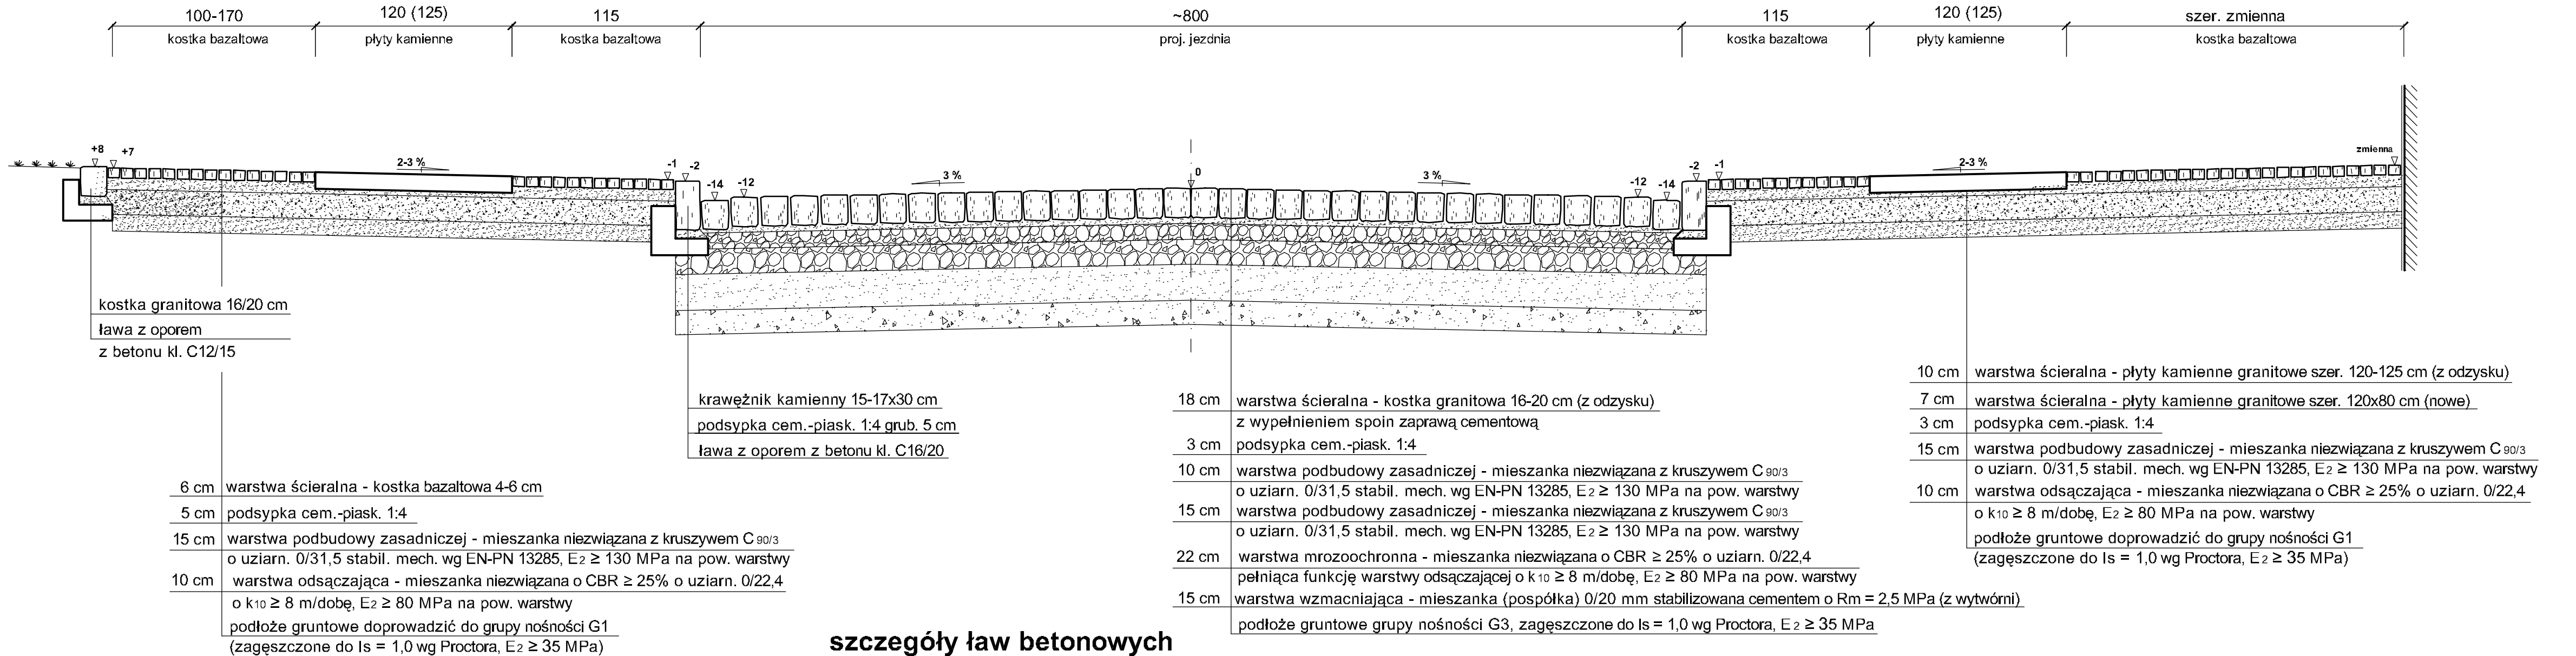 100-170
120 (125)
115
~800
115
120 (125)
szer. zmienna
kostka bazaltowa
płyty kamienne
kostka bazaltowa
proj. jezdnia
kostka bazaltowa
płyty kamienne
kostka bazaltowa
+8
+7
2-3 %
-1
-2
-14
-12
3 %
0
3 %
-12
-14
-2
-1
2-3 %
zmienna
kostka granitowa 16/20 cm
ława z oporem
z betonu kl. C12/15
krawężnik kamienny 15-17x30 cm
podsypka cem.-piask. 1:4 grub. 5 cm
ława z oporem z betonu kl. C16/20
6 cm warstwa ścieralna - kostka bazaltowa 4-6 cm
5 cm podsypka cem.-piask. 1:4
15 cm warstwa podbudowy zasadniczej - mieszanka niezwiązana z kruszywem C 90/3
o uziarn. 0/31,5 stabil. mech. wg EN-PN 13285, E2 ≥ 130 MPa na pow. warstwy
10 cm warstwa odsączająca - mieszanka niezwiązana o CBR ≥ 25% o uziarn. 0/22,4
o k10 ≥ 8 m/dobę, E2 ≥ 80 MPa na pow. warstwy
podłoże gruntowe doprowadzić do grupy nośności G1
(zagęszczone do Is = 1,0 wg Proctora, E2 ≥ 35 MPa)
18 cm warstwa ścieralna - kostka granitowa 16-20 cm (z odzysku)
z wypełnieniem spoin zaprawą cementową
3 cm podsypka cem.-piask. 1:4
10 cm warstwa podbudowy zasadniczej - mieszanka niezwiązana z kruszywem C 90/3
o uziarn. 0/31,5 stabil. mech. wg EN-PN 13285, E2 ≥ 130 MPa na pow. warstwy
15 cm warstwa podbudowy zasadniczej - mieszanka niezwiązana z kruszywem C 90/3
o uziarn. 0/31,5 stabil. mech. wg EN-PN 13285, E2 ≥ 130 MPa na pow. warstwy
22 cm warstwa mrozoochronna - mieszanka niezwiązana o CBR ≥ 25% o uziarn. 0/22,4
pełniąca funkcję warstwy odsączającej o k10 ≥ 8 m/dobę, E2 ≥ 80 MPa na pow. warstwy
15 cm warstwa wzmacniająca - mieszanka (pospółka) 0/20 mm stabilizowana cementem o Rm = 2,5 MPa (z wytwórni)
podłoże gruntowe grupy nośności G3, zagęszczone do Is = 1,0 wg Proctora, E2 ≥ 35 MPa
10 cm warstwa ścieralna - płyty kamienne granitowe szer. 120-125 cm (z odzysku)
7 cm warstwa ścieralna - płyty kamienne granitowe szer. 120x80 cm (nowe)
3 cm podsypka cem.-piask. 1:4
15 cm warstwa podbudowy zasadniczej - mieszanka niezwiązana z kruszywem C 90/3
o uziarn. 0/31,5 stabil. mech. wg EN-PN 13285, E2 ≥ 130 MPa na pow. warstwy
10 cm warstwa odsączająca - mieszanka niezwiązana o CBR ≥ 25% o uziarn. 0/22,4
o k10 ≥ 8 m/dobę, E2 ≥ 80 MPa na pow. warstwy
podłoże gruntowe doprowadzić do grupy nośności G1
(zagęszczone do Is = 1,0 wg Proctora, E2 ≥ 35 MPa)
szczegóły ław betonowych